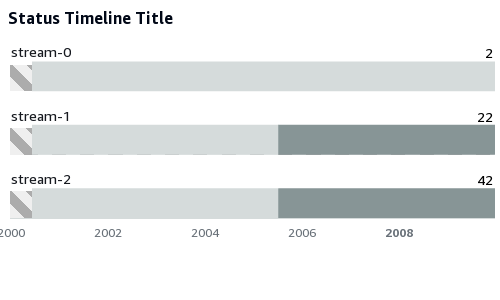 Status Timeline Title
stream-0 2
stream-1 22
stream-2 42
2000 2002 2004 2006 2008